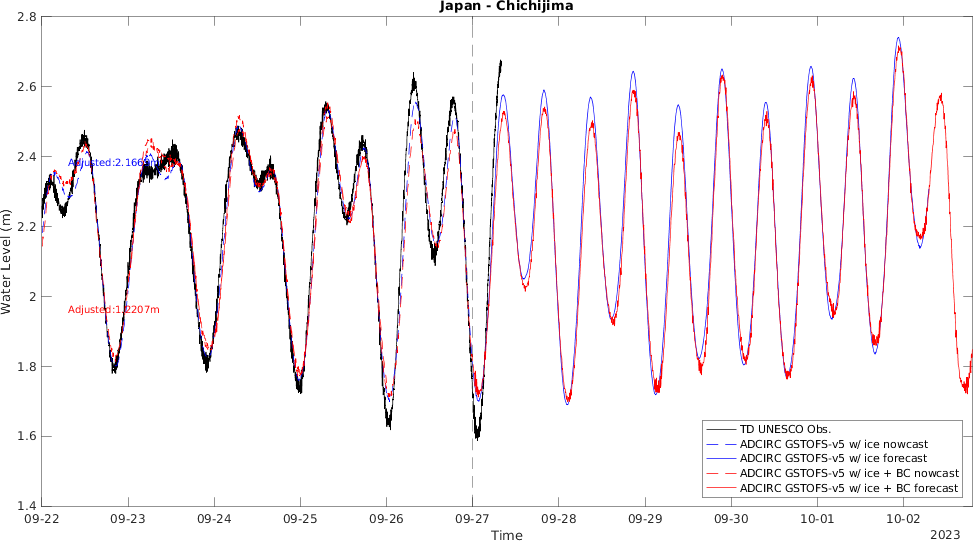 Japan - Chichijima
2.8
2.6
2.4
2.2
2
1.8
1.6
1.4
Water Level (m)
Adjusted:2.166
Adjusted:1.2207m
TD UNESCO Obs.
ADCIRC GSTOFS-v5 w/ ice nowcast
ADCIRC GSTOFS-v5 w/ ice forecast
ADCIRC GSTOFS-v5 w/ ice + BC nowcast
ADCIRC GSTOFS-v5 w/ ice + BC forecast
09-22 09-23 09-24 09-25 09-26 09-27 09-28 09-29 09-30 10-01 10-02
Time
2023